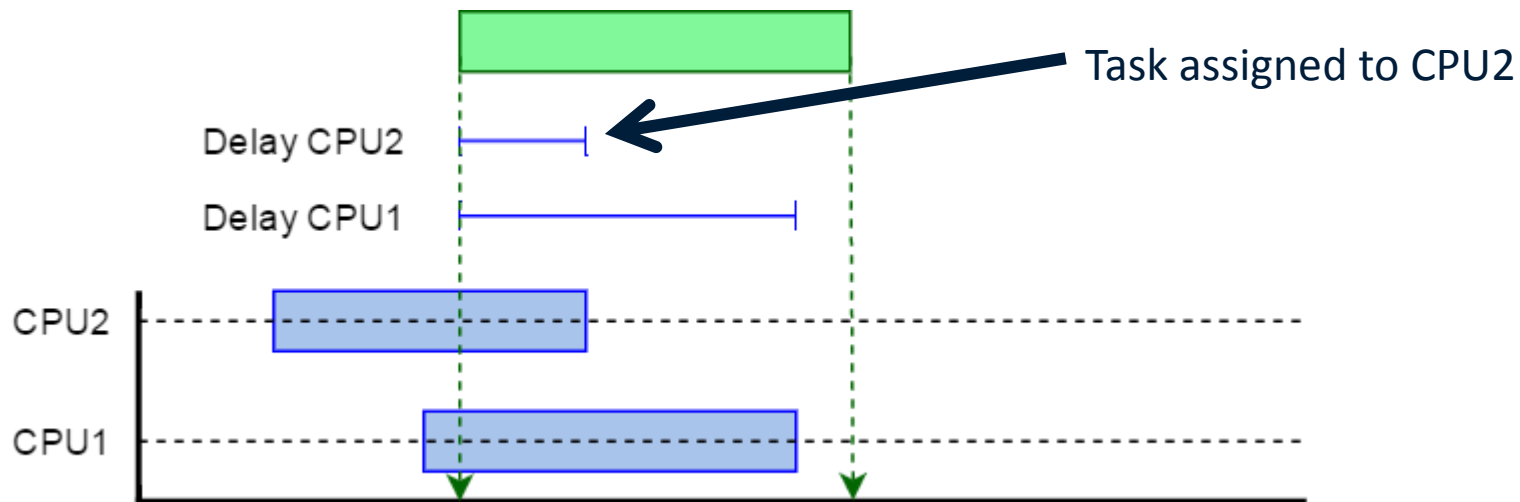 Task assigned to CPU2
Delay CPU2
Delay CPU1
CPU2
CPU1